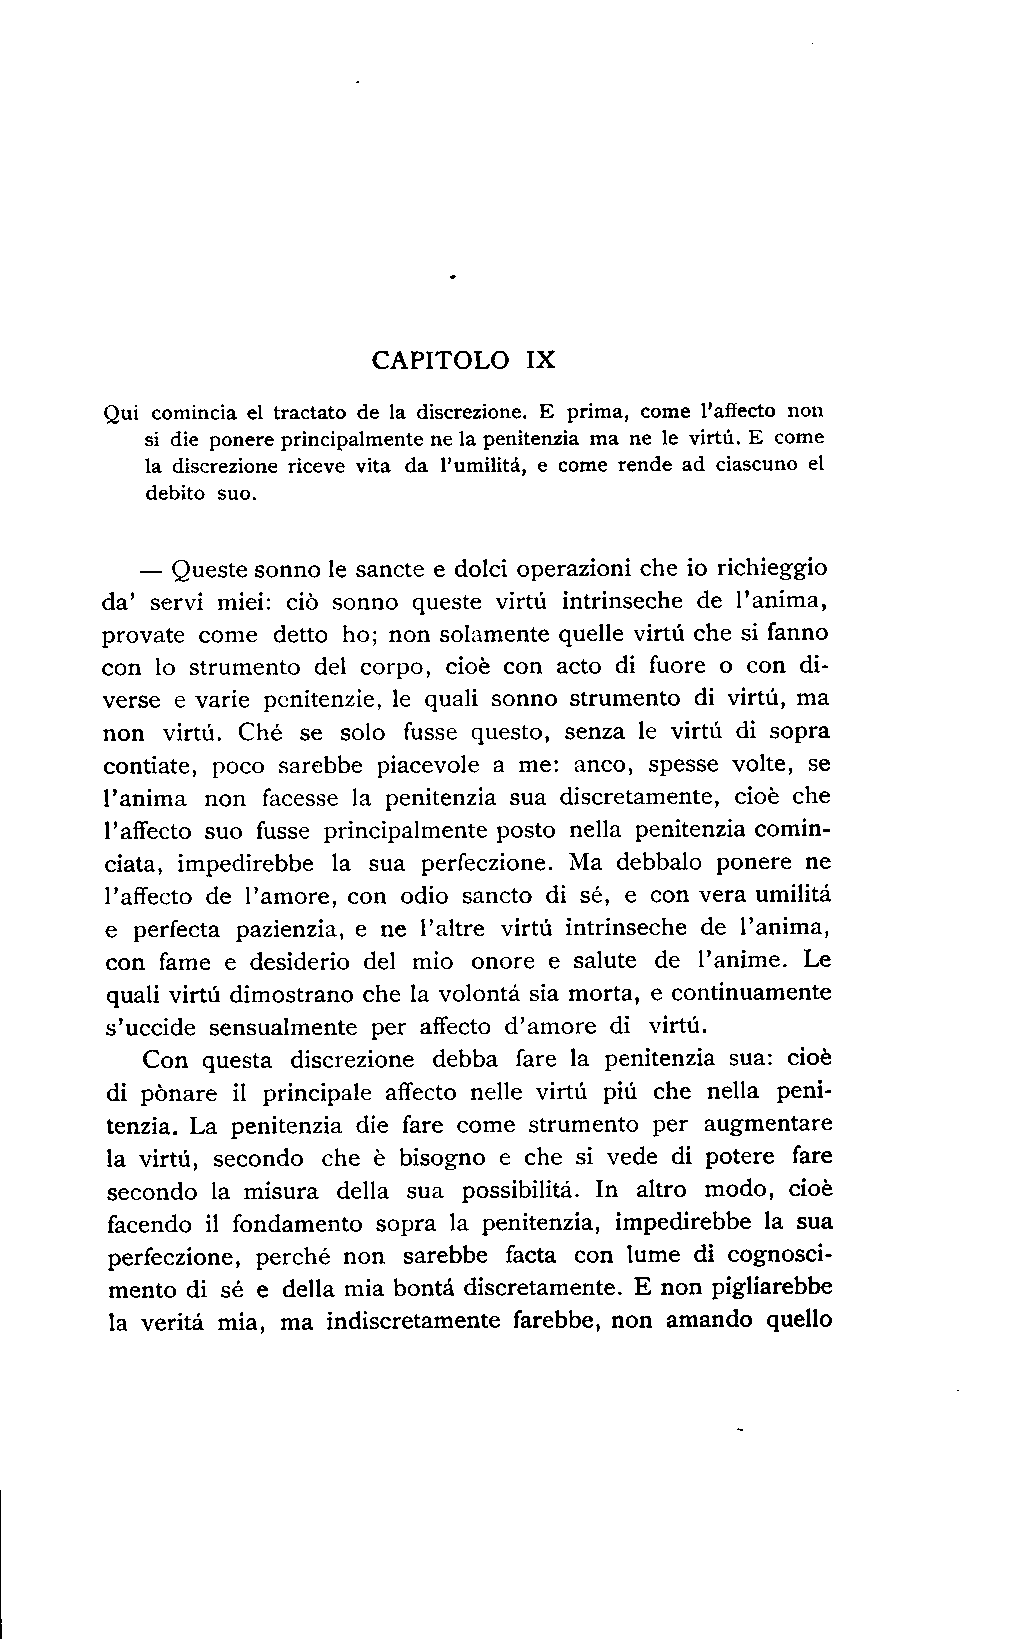 CAPITOLO IX
Qui comincia el tractato de la discrezione. E prima, come l'affecto non
si die ponere principalmente ne la penitenzia ma ne le virtú. E come
la discrezione riceve vita da l'umilitá, e come rende ad ciascuno el
debito suo.
— Queste sonno le sancte e dolci operazioni che io richieggio
da' servi miei: ciò sonno queste virtú intrinseche de l'anima,
provate come detto ho; non solamente quelle virtú che si fanno
con lo strumento del corpo, cioè con acto di fuore o con di-
verse e varie penitenzie, le quali sonno strumento di virtú, ma
non virtú. Ché se solo fusse questo, senza le virtú di sopra
contiate, poco sarebbe piacevole a me: anco, spesse volte, se
l'anima non facesse la penitenzia sua discretamente, cioè che
l'affecto suo fusse principalmente posto nella penitenzia comin-
ciata, impedirebbe la sua perfeczione. Ma debbalo ponere ne
l'affecto de l'amore, con odio sancto di sé, e con vera umilitá
e perfecta pazienzia, e ne l'altre virtú intrinseche de l'anima,
con fame e desiderio del mio onore e salute de l'anime. Le
quali virtú dimostrano che la volontá sia morta, e continuamente
s'uccide sensualmente per affecto d'amore di virtú.
Con questa discrezione debba fare la penitenzia sua: cioè
di pònare il principale affecto nelle virtú piú che nella peni-
tenzia. La penitenzia die fare come strumento per augmentare
la virtú, secondo che è bisogno e che si vede di potere fare
secondo la misura della sua possibilitá. In altro modo, cioè
facendo il fondamento sopra la penitenzia, impedirebbe la sua
perfeczione, perché non sarebbe facta con lume di cognosci-
mento di sé e della mia bontá discretamente. E non pigliarebbe
la veritá mia, ma indiscretamente farebbe, non amando quello